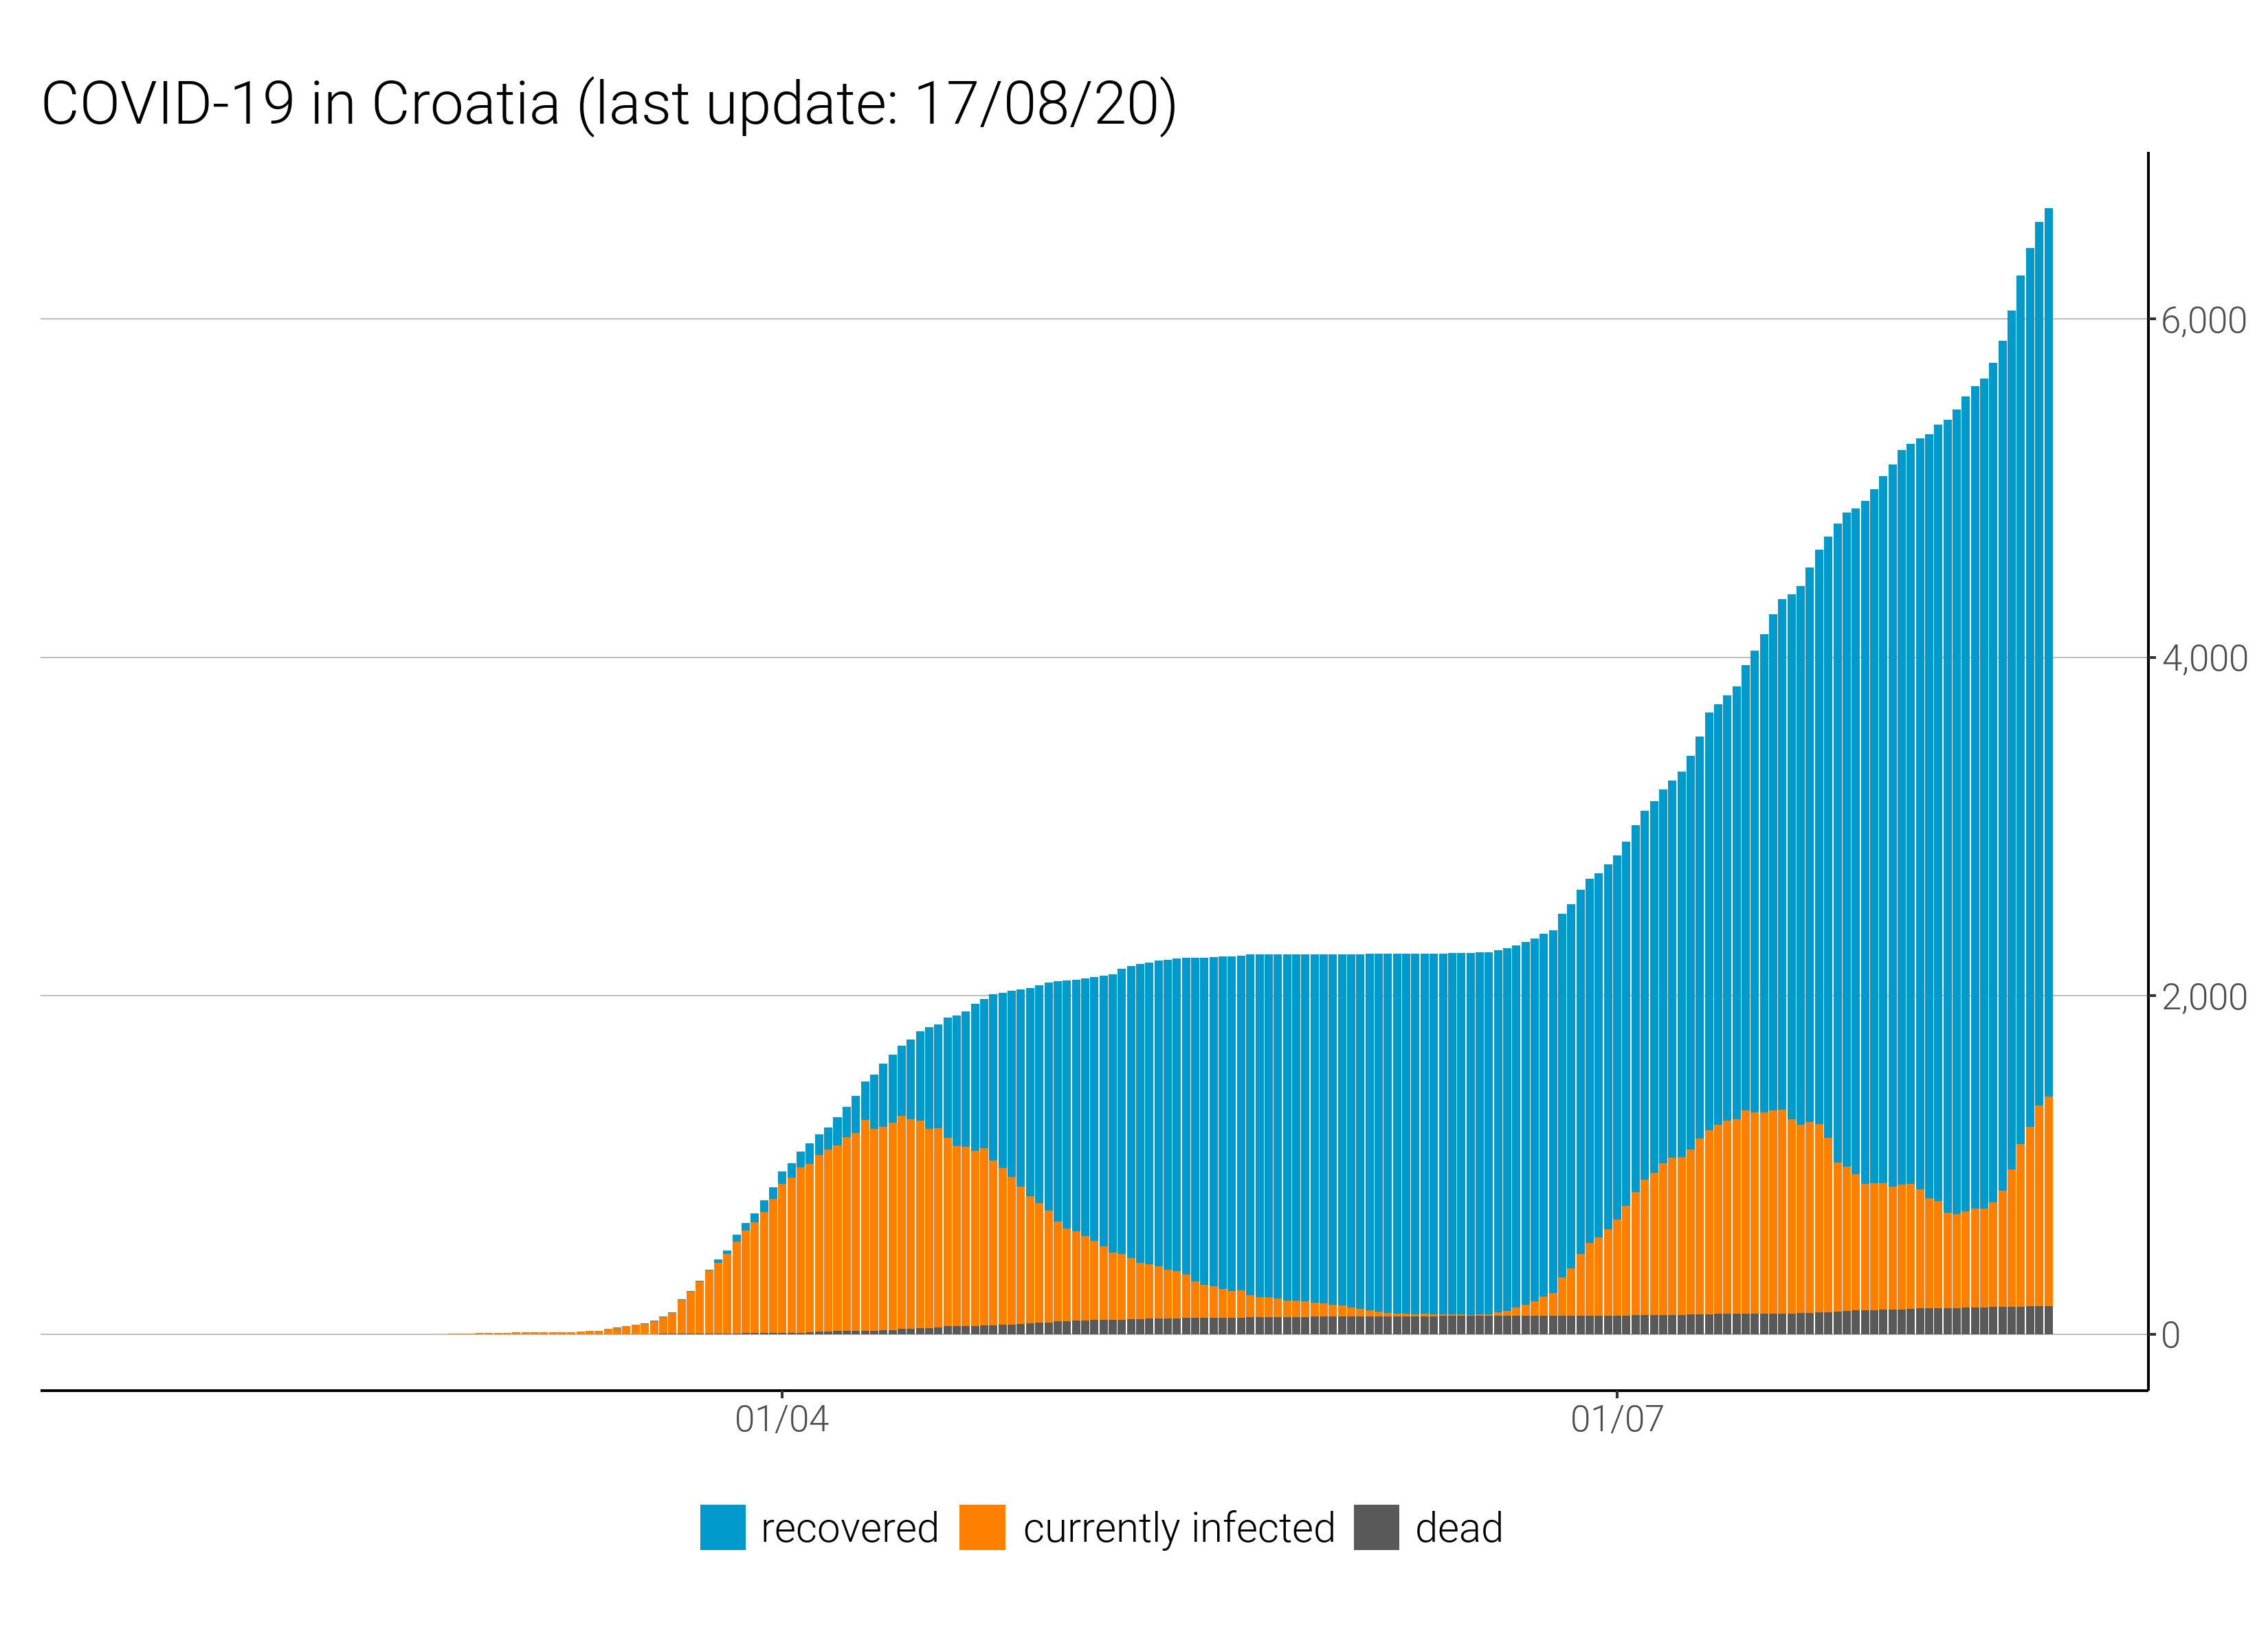 COVID-19 in Croatia (last update: 17/08/20)
6,000
4,000
2,000
0
01/04 01/07
recovered currently infected dead